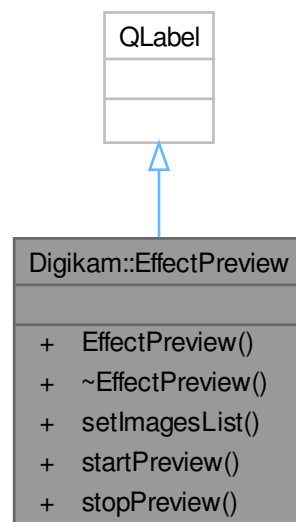 QLabel
Digikam::EffectPreview
+ EffectPreview()
+ ~EffectPreview()
+ setImagesList()
+ startPreview()
+ stopPreview()